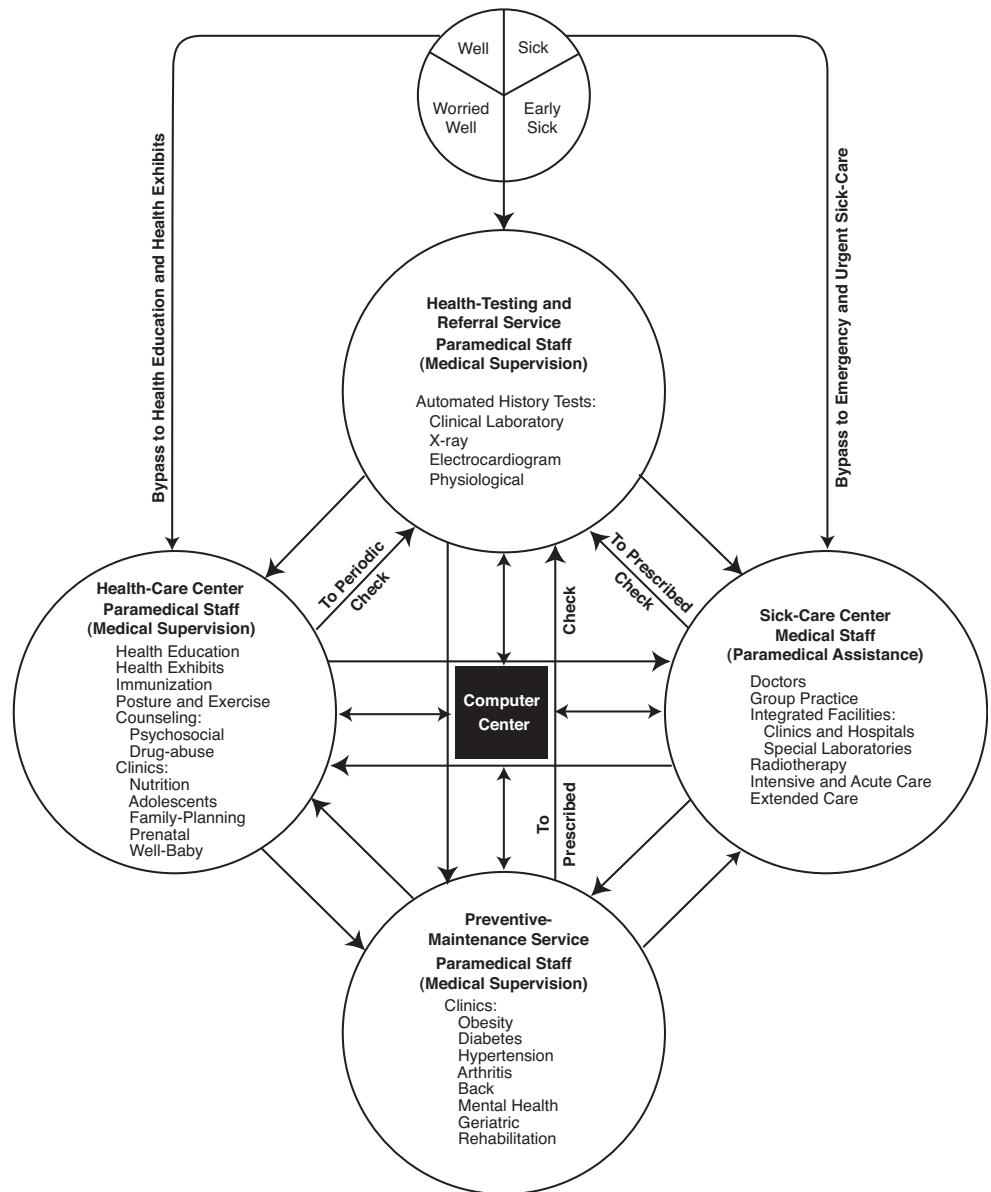 Well
Sick
Worried
Well
Early
Sick
Bypass to Health Education and Health Exhibits
Bypass to Emergency and Urgent Sick-Care
Health-Testing and
Referral Service
Paramedical Staff
(Medical Supervision)
Automated History Tests:
Clinical Laboratory
X-ray
Electrocardiogram
Physiological
To Periodic
Check
Check
To Prescribed
Check
Health-Care Center
Paramedical Staff
(Medical Supervision)
Health Education
Health Exhibits
Immunization
Posture and Exercise
Counseling:
Psychosocial
Drug-abuse
Clinics:
Nutrition
Adolescents
Family-Planning
Prenatal
Well-Baby
Computer
Center
Sick-Care Center
Medical Staff
(Paramedical Assistance)
Doctors
Group Practice
Integrated Facilities:
Clinics and Hospitals
Special Laboratories
Radiotherapy
Intensive and Acute Care
Extended Care
To
Prescribed
Preventive-
Maintenance Service
Paramedical Staff
(Medical Supervision)
Clinics:
Obesity
Diabetes
Hypertension
Arthritis
Back
Mental Health
Geriatric
Rehabilitation